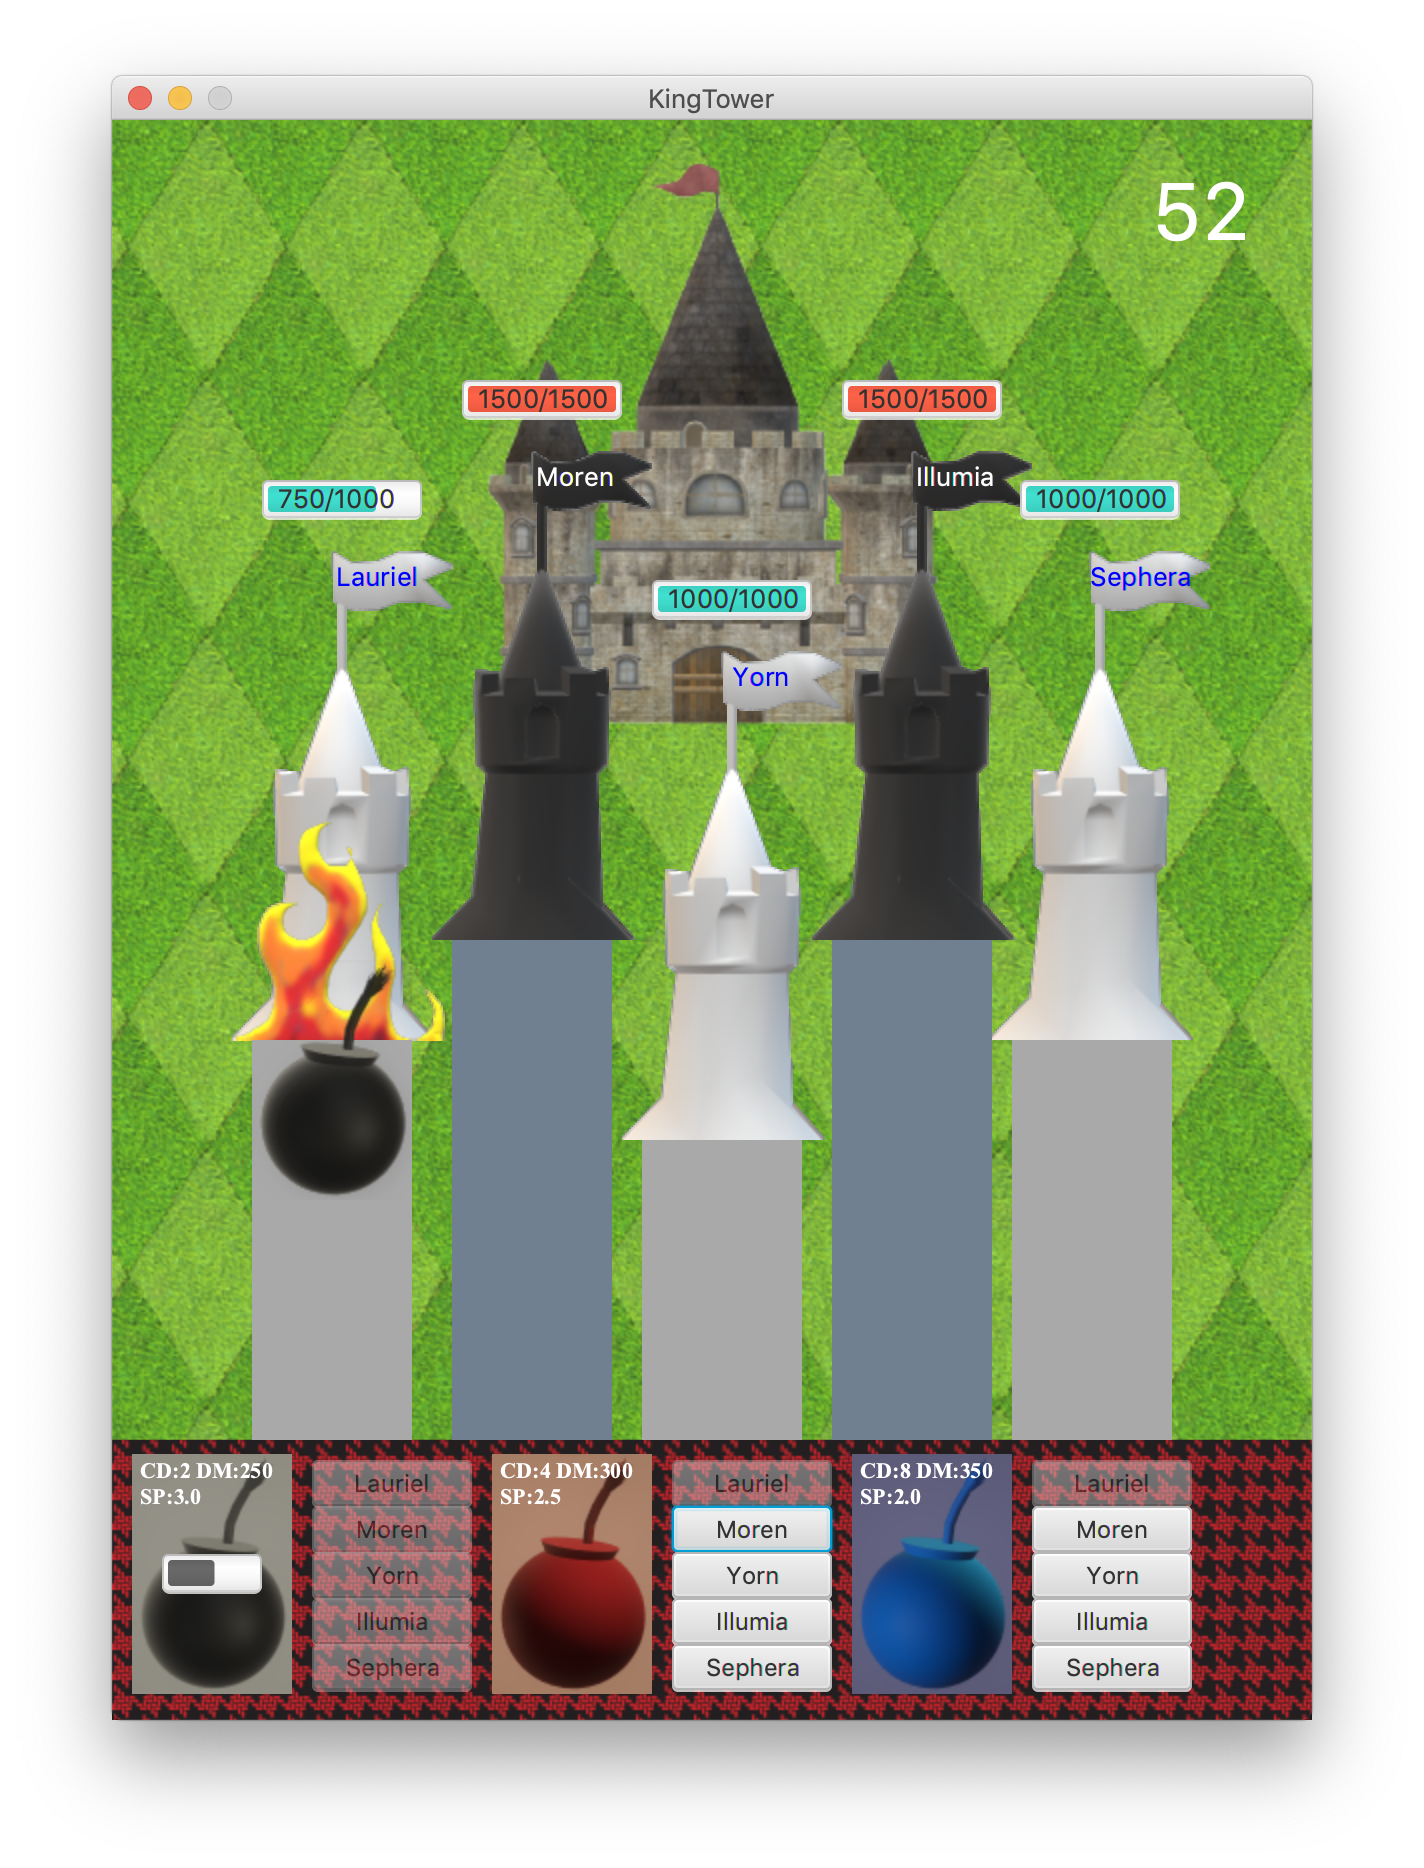 KingTower
52
1500/1500
1500/1500
Moren
Illumia
750/1000
1000/1000
Lauriel
Sephera
1000/1000
Yorn
CD:2 DM:250
SP:3.0
Lauriel
Moren
Yorn
Illumia
Sephera
CD:4 DM:300
SP:2.5
Lauriel
Moren
Yorn
Illumia
Sephera
CD:8 DM:350
SP:2.0
Lauriel
Moren
Yorn
Illumia
Sephera